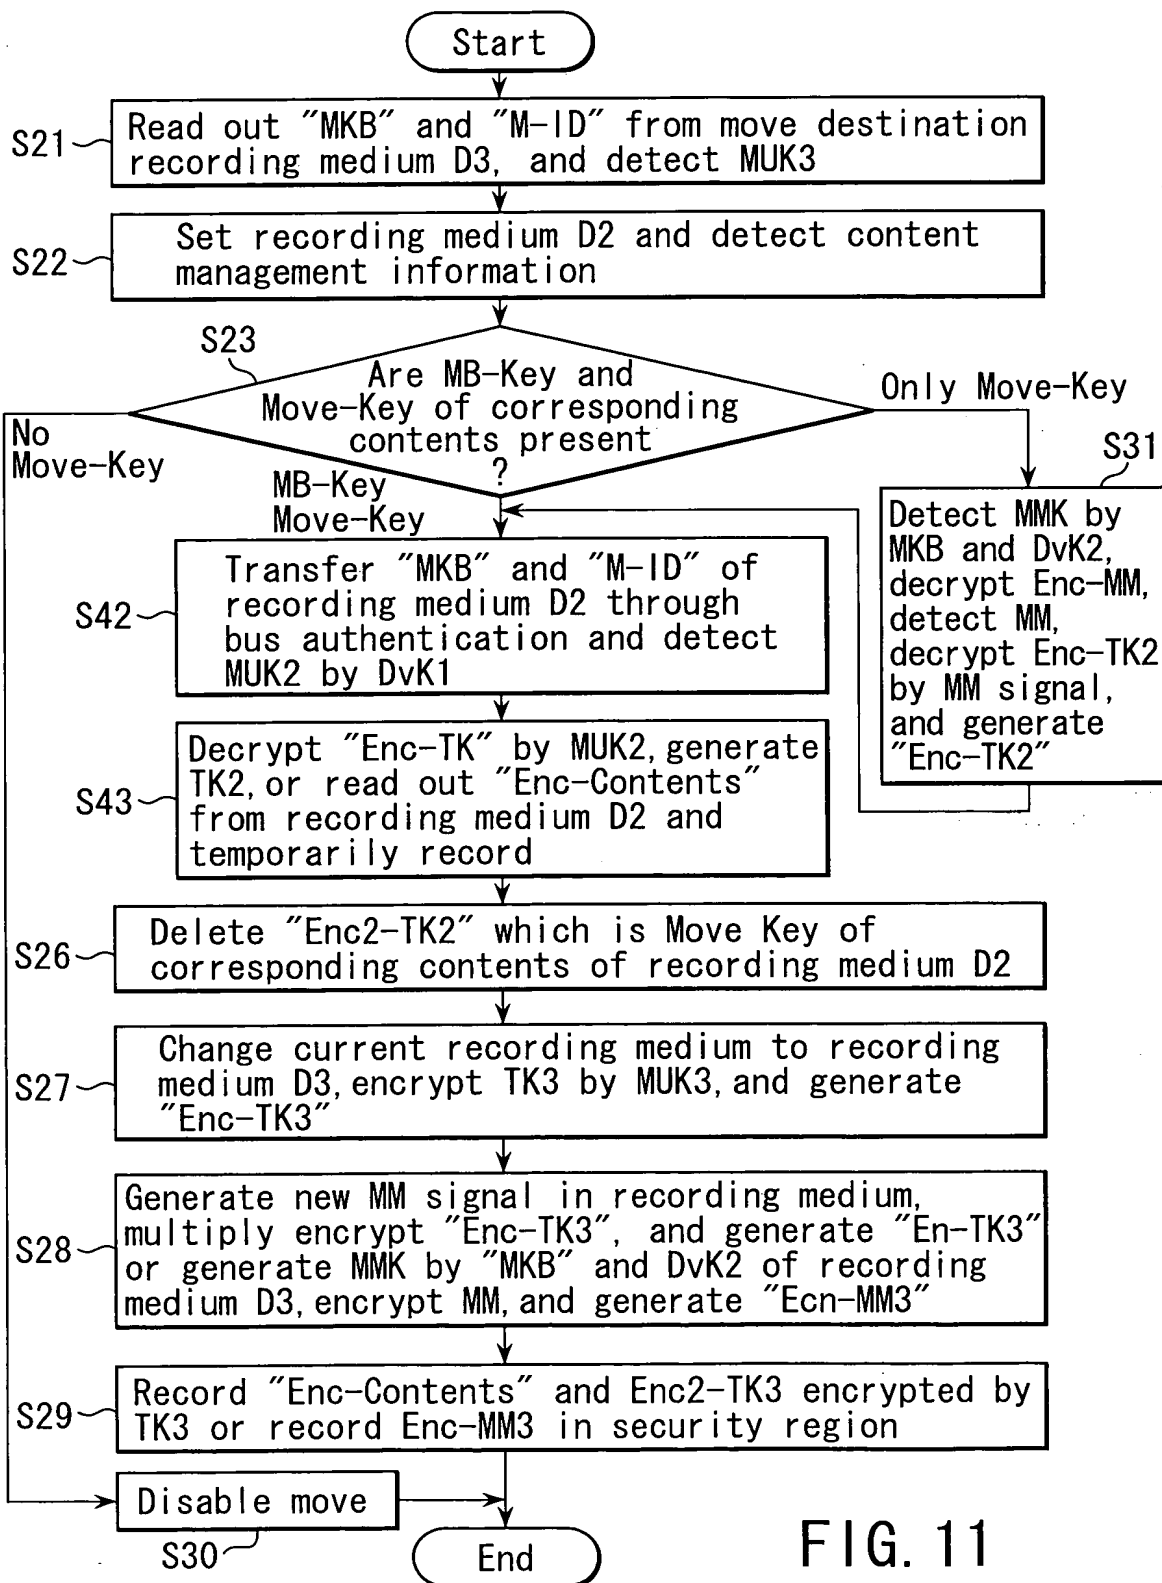 Start
S21
Read out "MKB" and "M-ID" from move destination
recording medium D3, and detect MUK3
S22
Set recording medium D2 and detect content
management information
S23
Are MB-Key and
Move-Key of corresponding
contents present
?
Only Move-Key
No
Move-Key
MB-Key
Move-Key
S31
Detect MMK by
MKB and DvK2,
decrypt Enc-MM,
detect MM,
decrypt Enc-TK2
by MM signal,
and generate
"Enc-TK2"
S42
Transfer "MKB" and "M-ID" of
recording medium D2 through
bus authentication and detect
MUK2 by DvK1
S43
Decrypt "Enc-TK" by MUK2, generate
TK2, or read out "Enc-Contents"
from recording medium D2 and
temporarily record
S26
Delete "Enc2-TK2" which is Move Key of
corresponding contents of recording medium D2
S27
Change current recording medium to recording
medium D3, encrypt TK3 by MUK3, and generate
"Enc-TK3"
S28
Generate new MM signal in recording medium,
multiply encrypt "Enc-TK3", and generate "En-TK3"
or generate MMK by "MKB" and DvK2 of recording
medium D3, encrypt MM, and generate "Ecn-MM3"
S29
Record "Enc-Contents" and Enc2-TK3 encrypted by
TK3 or record Enc-MM3 in security region
Disable move
S30
End
FIG. 11